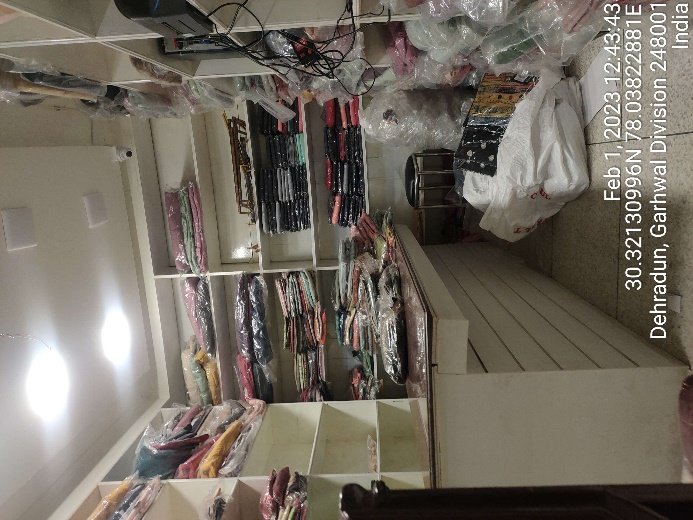 Feb 1, 2023 12:43:43
30.32130996N 78.03822881E
Dehradun, Garhwal Division 248001
India